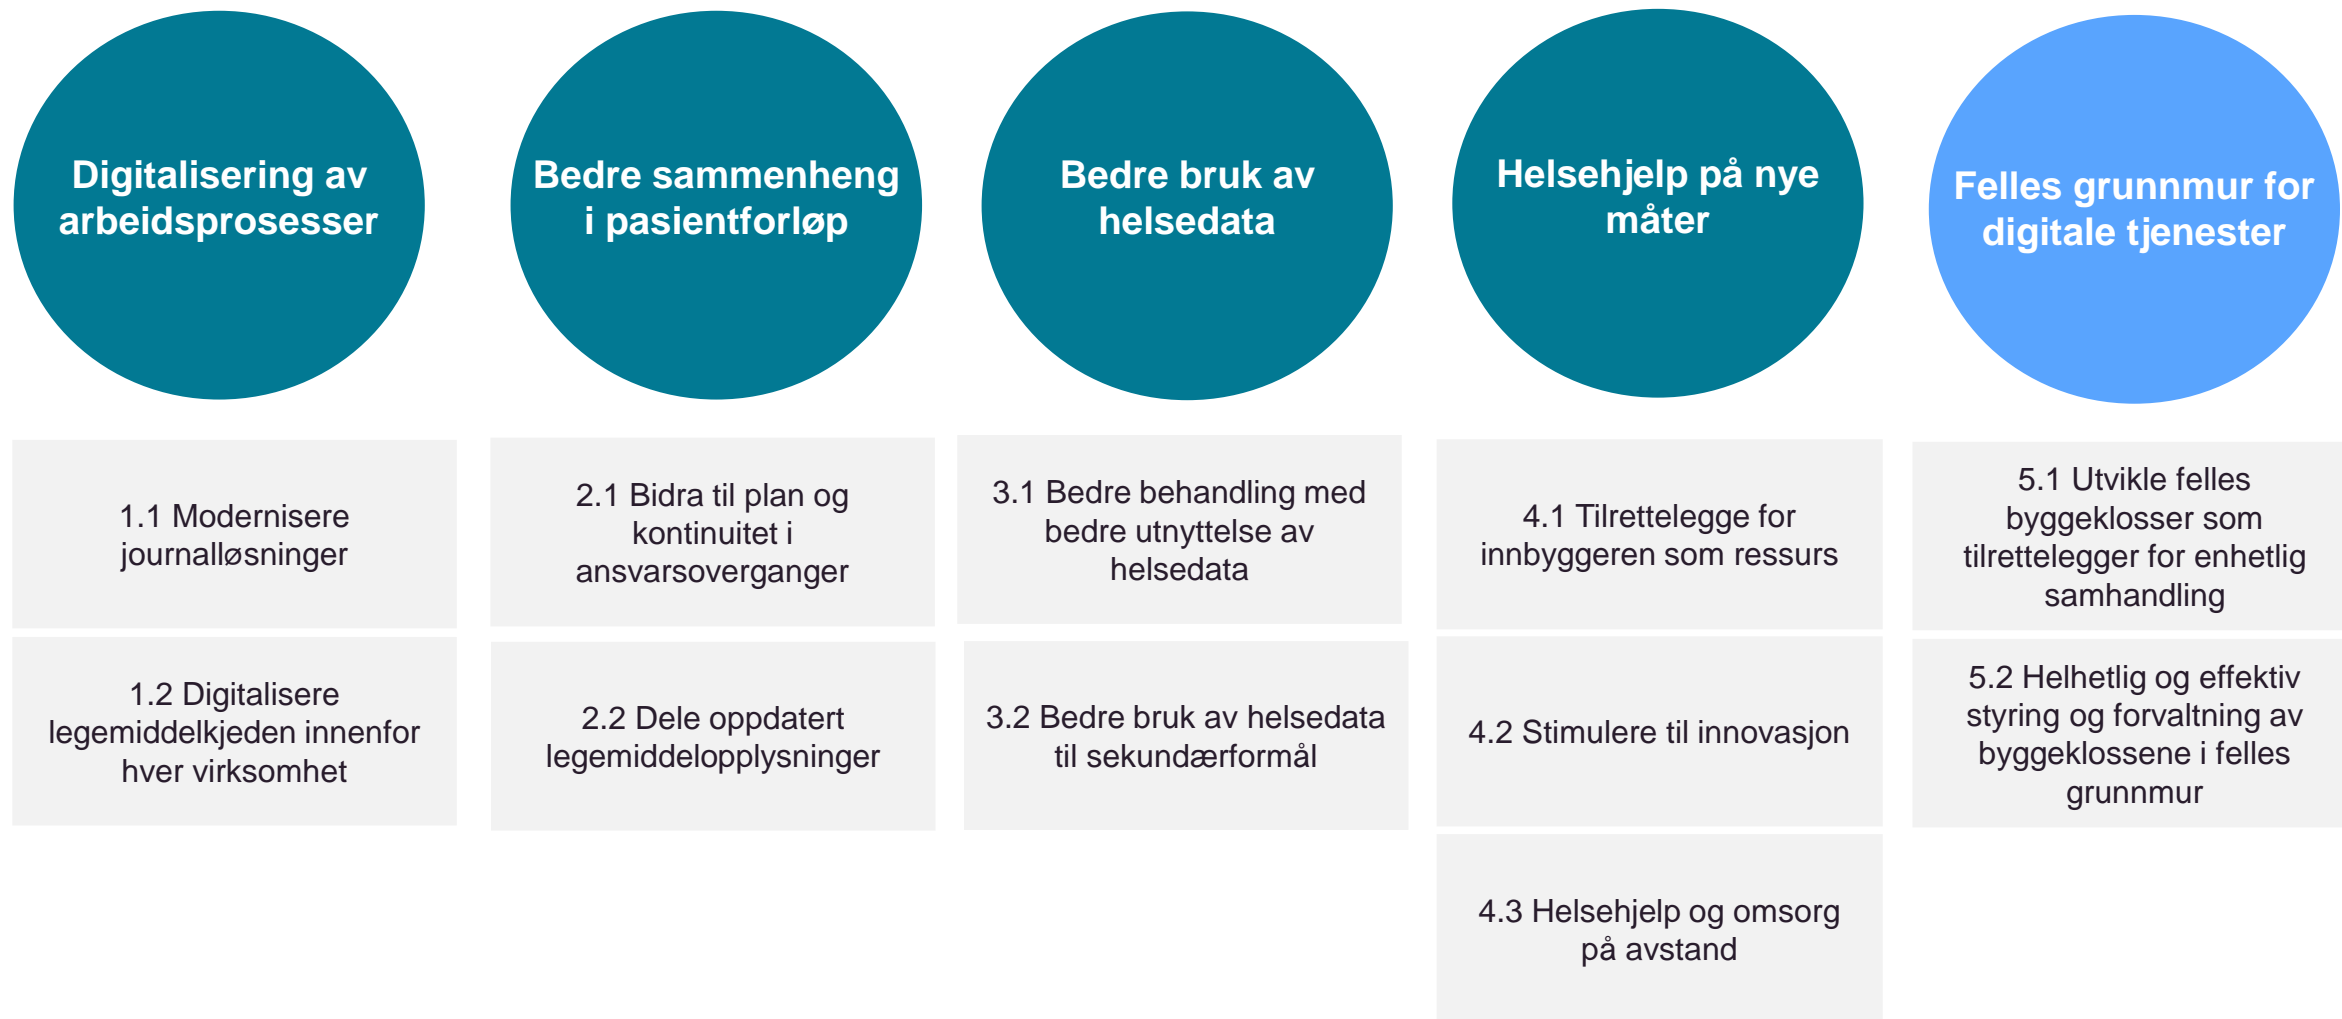 Digitalisering av
arbeidsprosesser
Bedre sammenheng
i pasientforløp
Bedre bruk av
helsedata
Helsehjelp på nye
måter
Felles grunnmur for
digitale tjenester
1.1 Modernisere
journalløsninger
1.2 Digitalisere
legemiddelkjeden innenfor
hver virksomhet
2.1 Bidra til plan og
kontinuitet i
ansvarsoverganger
2.2 Dele oppdatert
legemiddelopplysninger
3.1 Bedre behandling med
bedre utnyttelse av
helsedata
3.2 Bedre bruk av helsedata
til sekundærformål
4.1 Tilrettelegge for
innbyggeren som ressurs
4.2 Stimulere til innovasjon
4.3 Helsehjelp og omsorg
på avstand
5.1 Utvikle felles
byggeklosser som
tilrettelegger for enhetlig
samhandling
5.2 Helhetlig og effektiv
styring og forvaltning av
byggeklossene i felles
grunnmur